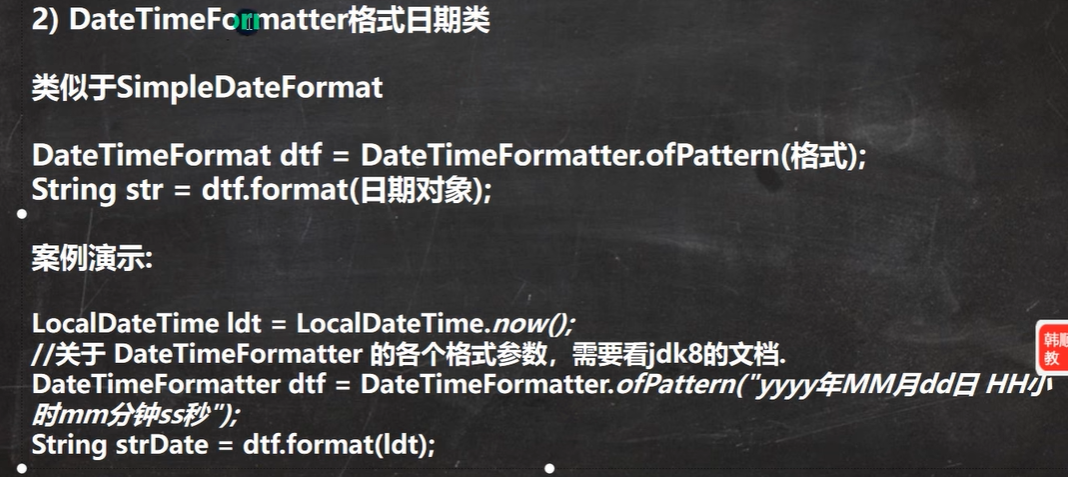 2) DateTimeFormatter格式日期类
类似于SimpleDateFormat
DateTimeFormat dtf = DateTimeFormatter.ofPattern(格式);
String str = dtf.format(日期对象);
案例演示:
LocalDateTime ldt = LocalDateTime.now();
//关于 DateTimeFormatter 的各个格式参数，需要看jdk8的文档.
DateTimeFormatter dtf = DateTimeFormatter.ofPattern("yyyy年MM月dd日 HH小
时mm分钟ss秒");
String strDate = dtf.format(ldt);
韩顺
教